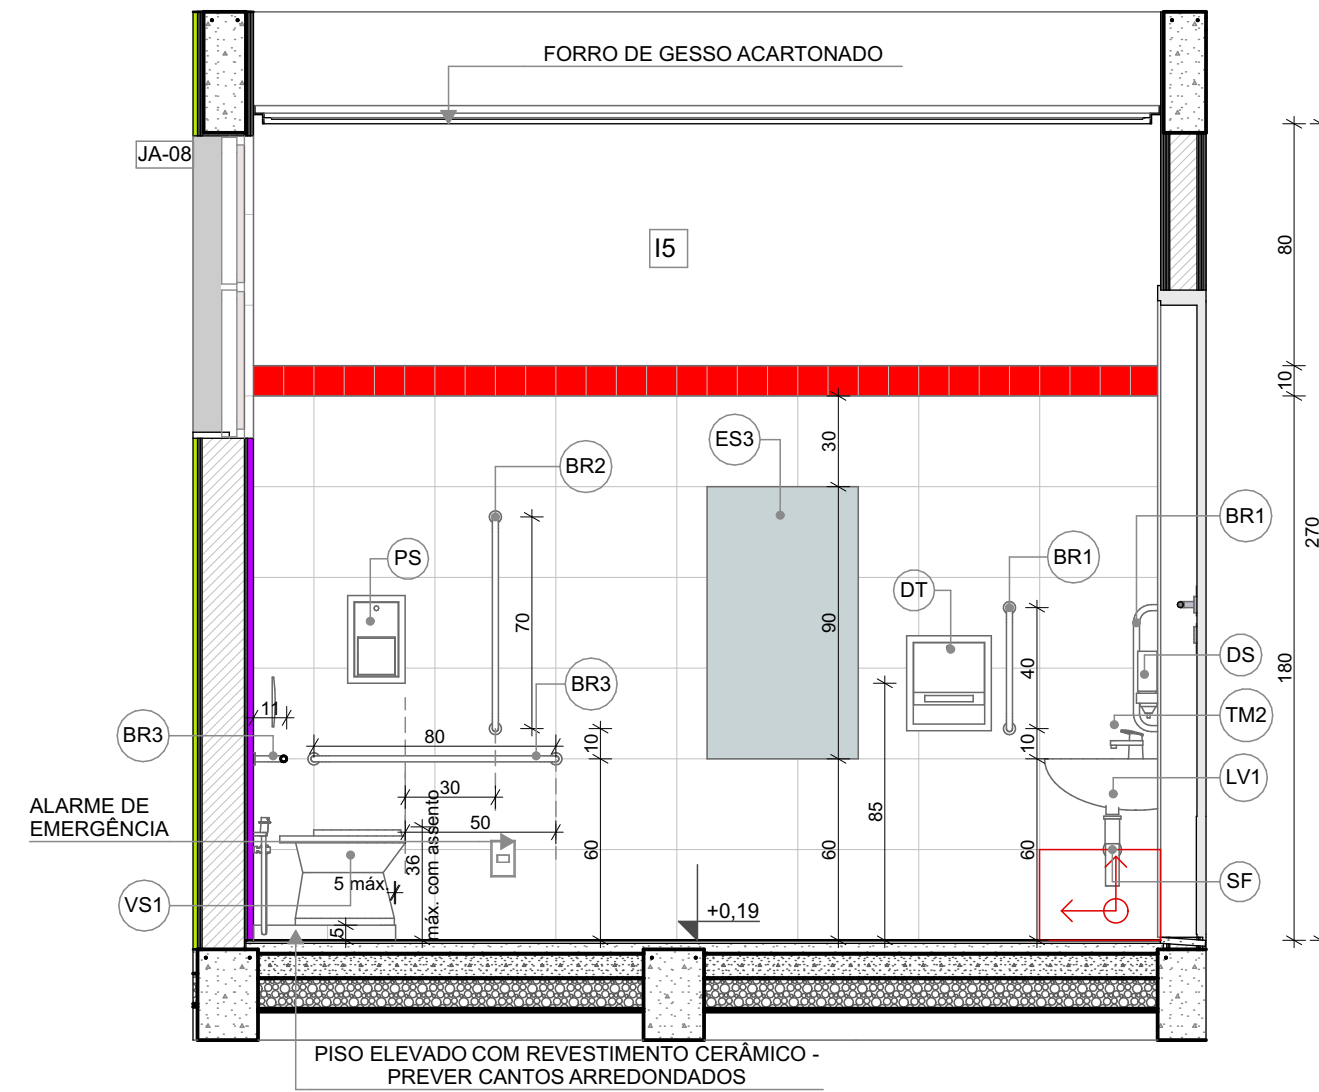 FORRO DE GESSO ACARTONADO
JA-08
I5
80
10
270
180
30
ES3
BR2
BR1
BR1
PS
DT
70
90
40
DS
BR3
11
BR3
80
10
10
TM2
30
LV1
ALARME DE
EMERGÊNCIA
50
85
36
máx. com assento
60
60
60
5 máx.
SF
VS1
5
+0,19
PISO ELEVADO COM REVESTIMENTO CERÂMICO -
PREVER CANTOS ARREDONDADOS